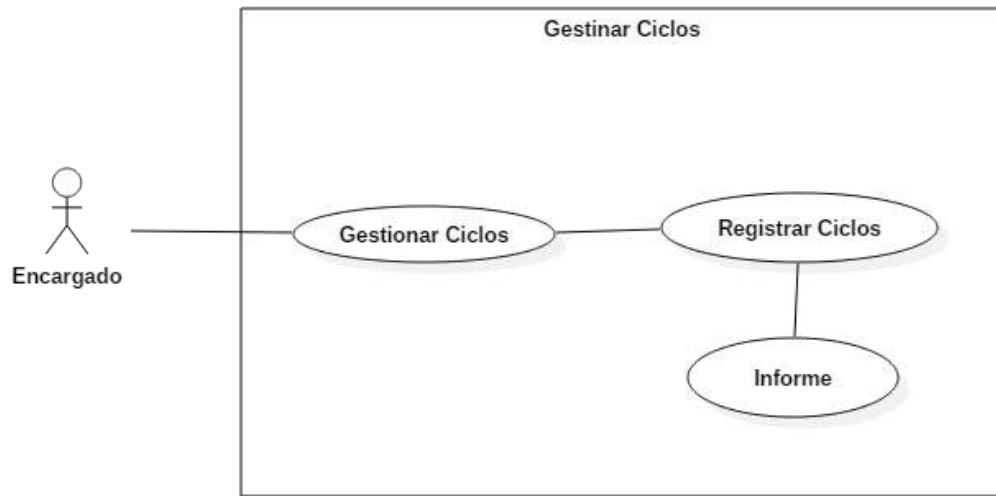 Gestinar Ciclos
Encargado
Gestionar Ciclos
Registrar Ciclos
Informe